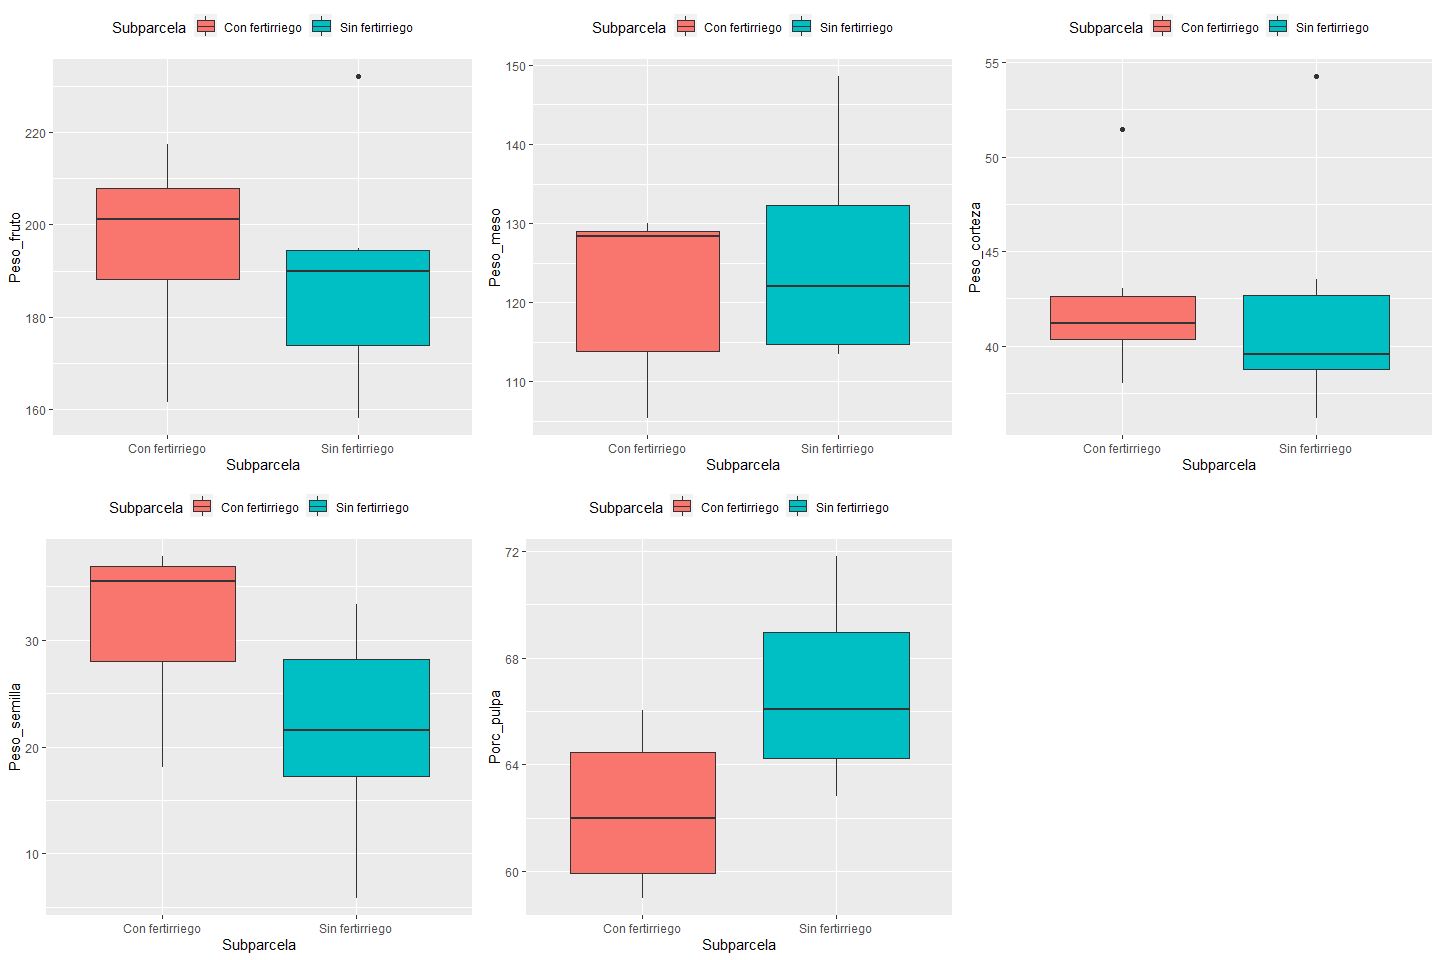 Subparcela Con fertirriego Sin fertirriego
Peso_fruto
220
200
180
160
Con fertirriego Sin fertirriego
Subparcela
Subparcela Con fertirriego Sin fertirriego
Peso_meso
150
140
130
120
110
Con fertirriego Sin fertirriego
Subparcela
Subparcela Con fertirriego Sin fertirriego
Peso_corteza
55
50
45
40
Con fertirriego Sin fertirriego
Subparcela
Subparcela Con fertirriego Sin fertirriego
Peso_semilla
30
20
10
Con fertirriego Sin fertirriego
Subparcela
Subparcela Con fertirriego Sin fertirriego
Porc_pulpa
72
68
64
60
Con fertirriego Sin fertirriego
Subparcela